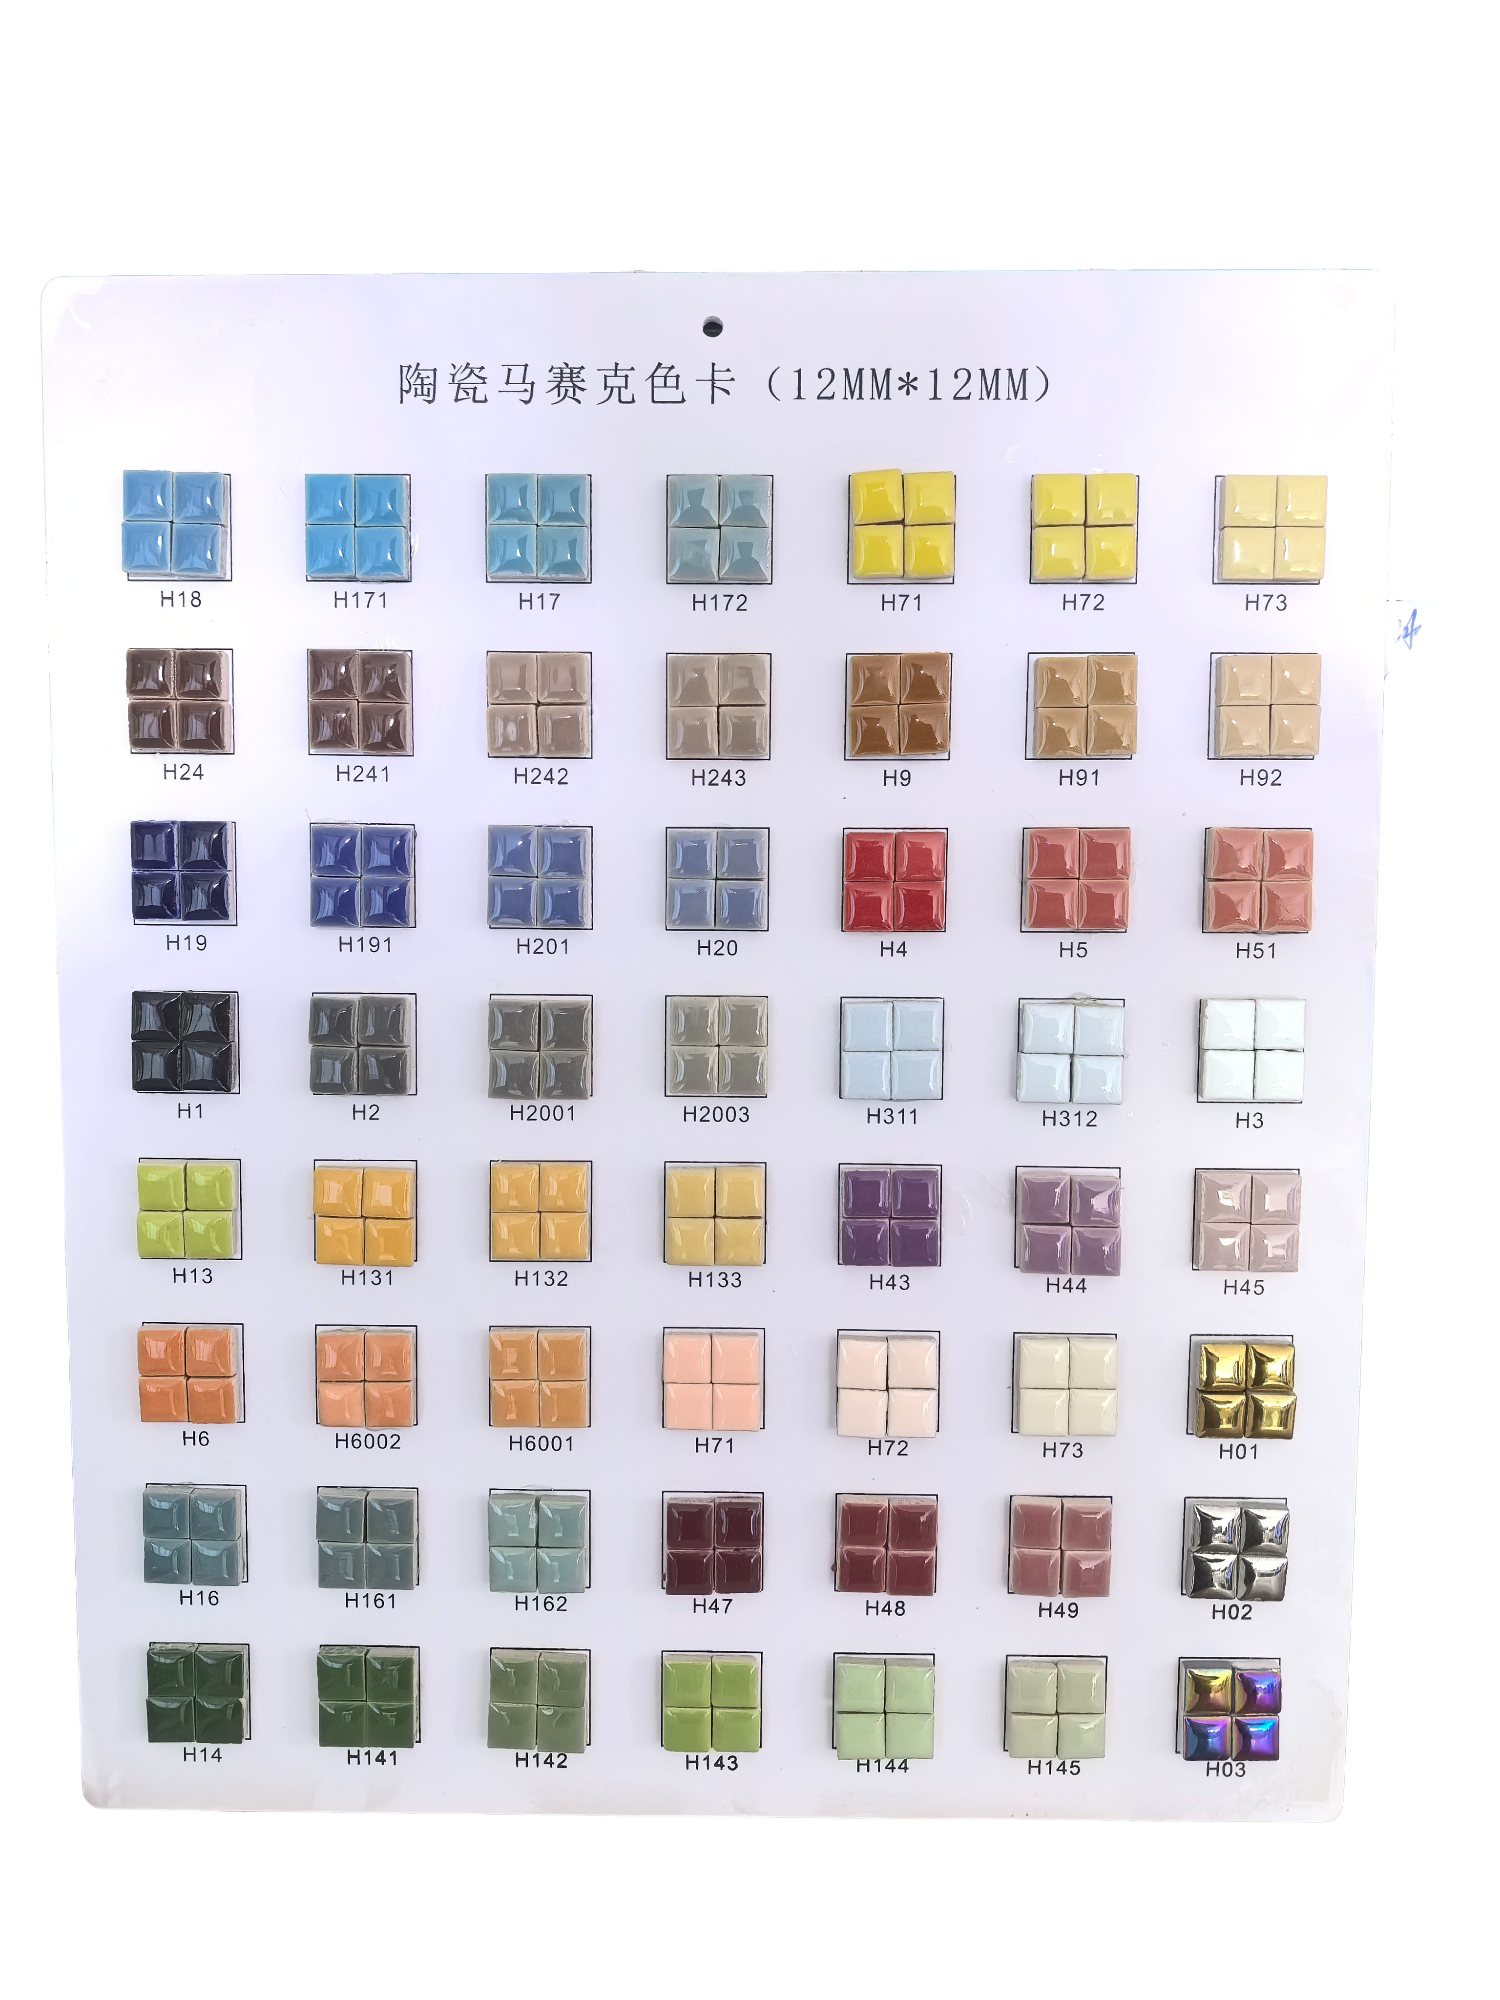 陶瓷马赛克色卡（12MM*12MM）
H18 H171 H17 H172 H71 H72 H73
H24 H241 H242 H243 H9 H91 H92
H19 H191 H201 H20 H4 H5 H51
H1 H2 H2001 H2003 H311 H312 H3
H13 H131 H132 H133 H43 H44 H45
H6 H6002 H6001 H71 H72 H73 H01
H16 H161 H162 H47 H48 H49 H02
H14 H141 H142 H143 H144 H145 H03